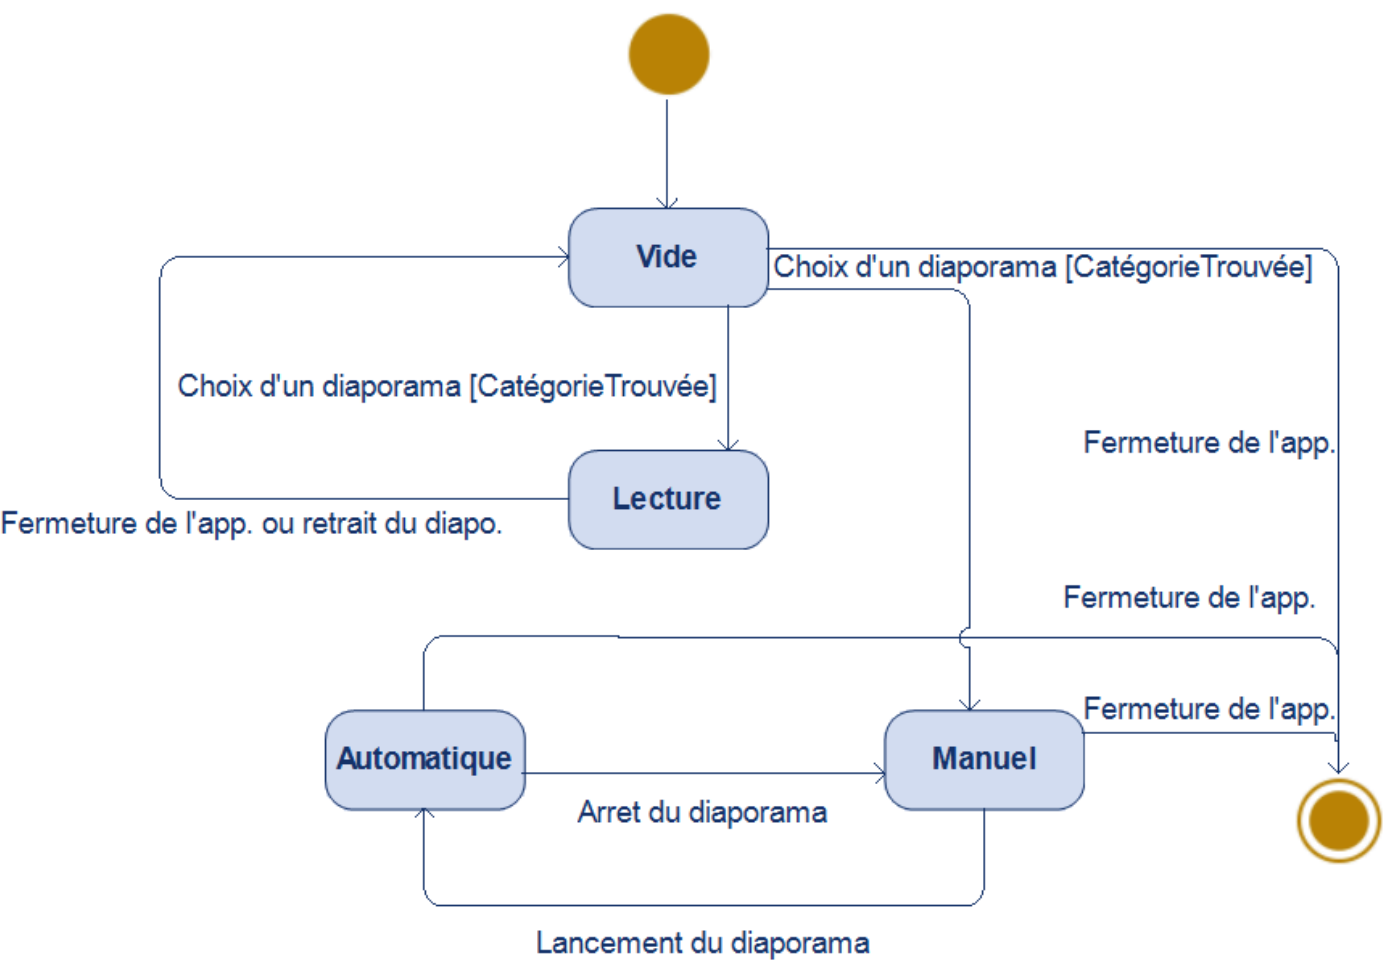 Vide
Choix d'un diaporama [CatégorieTrouvée]
Choix d'un diaporama [CatégorieTrouvée]
Fermeture de l'app.
Lecture
Fermeture de l'app. ou retrait du diapo.
Fermeture de l'app.
Fermeture de l'app.
Automatique
Manuel
Arret du diaporama
Lancement du diaporama